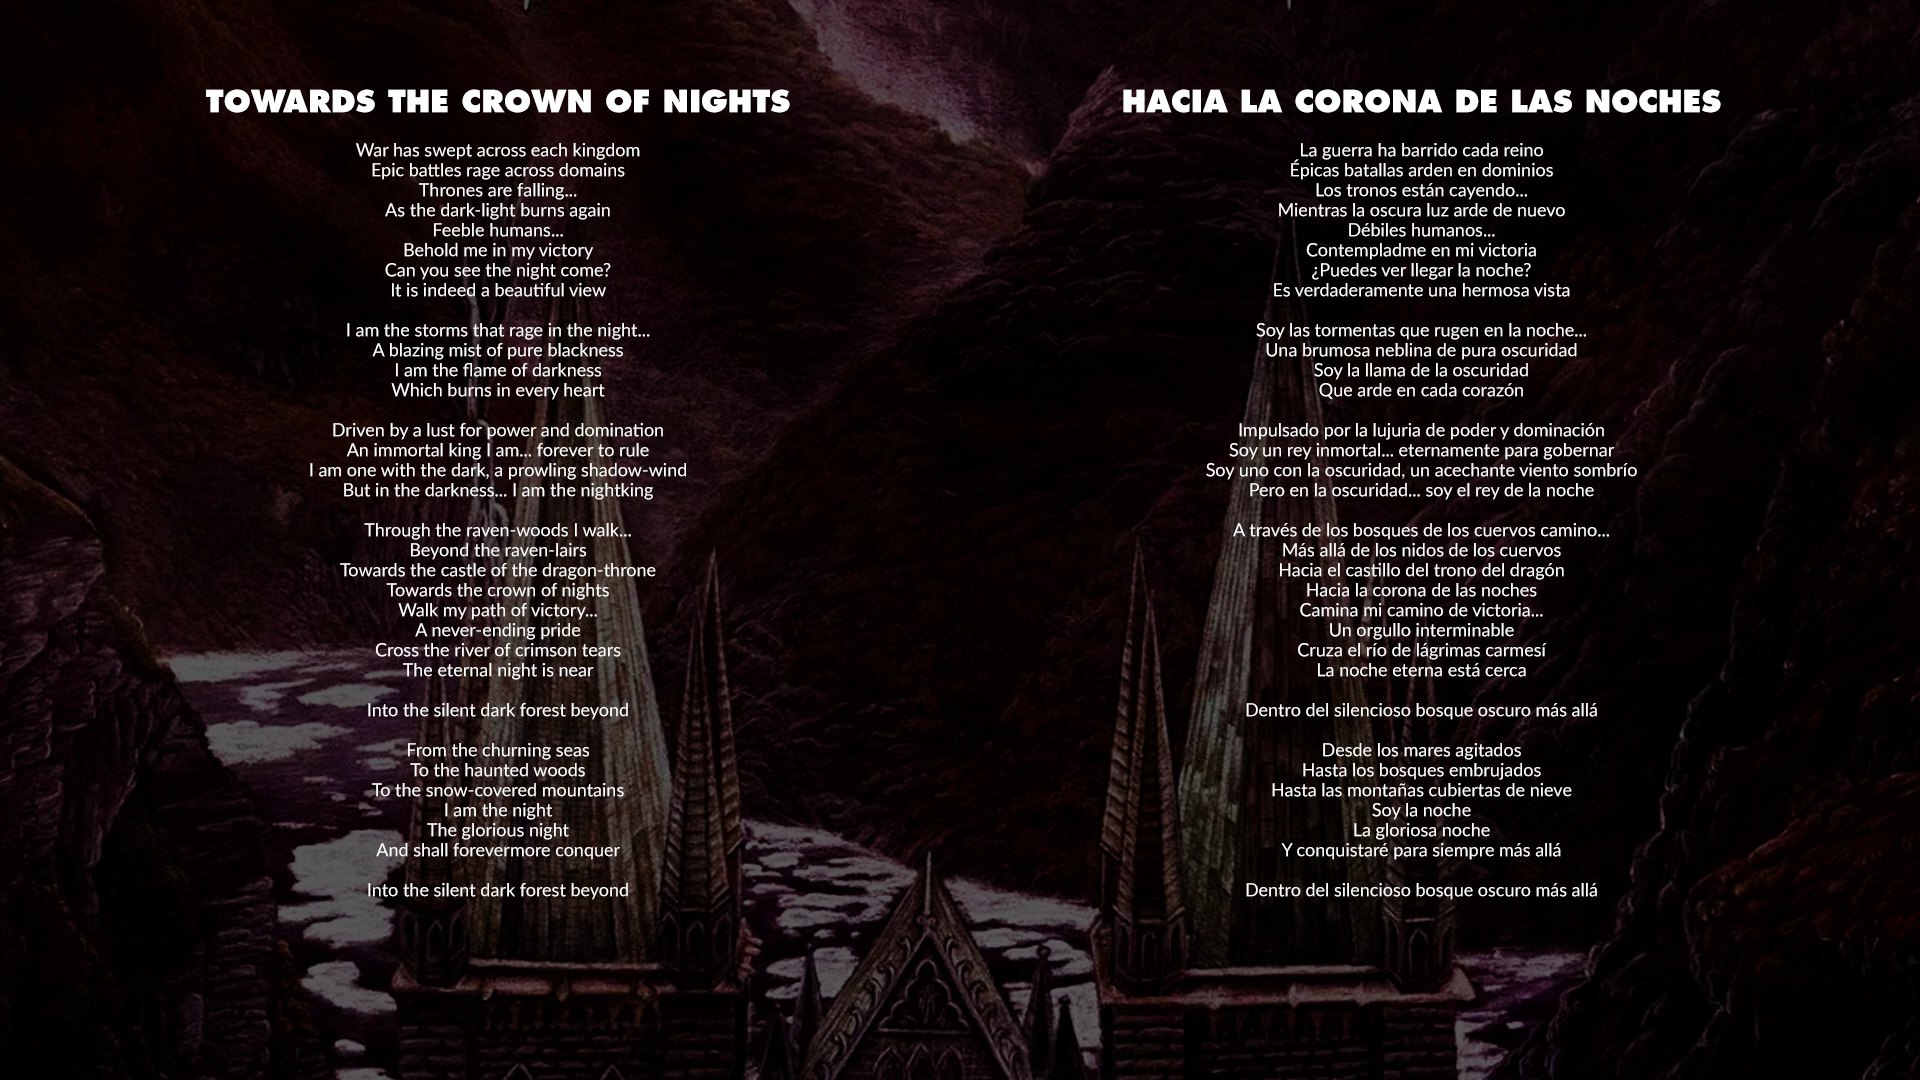 TOWARDS THE CROWN OF NIGHTS
War has swept across each kingdom
Epic battles rage across domains
Thrones are falling...
As the dark-light burns again
Feeble humans...
Behold me in my victory
Can you see the night come?
It is indeed a beautiful view
I am the storms that rage in the night...
A blazing mist of pure blackness
I am the flame of darkness
Which burns in every heart
Driven by a lust for power and domination
An immortal king I am... forever to rule
I am one with the dark, a prowling shadow-wind
But in the darkness... I am the nightking
Through the raven-woods I walk...
Beyond the raven-lairs
Towards the castle of the dragon-throne
Towards the crown of nights
Walk my path of victory...
A never-ending pride
Cross the river of crimson tears
The eternal night is near
Into the silent dark forest beyond
From the churning seas
To the haunted woods
To the snow-covered mountains
I am the night
The glorious night
And shall forevermore conquer
Into the silent dark forest beyond
HACIA LA CORONA DE LAS NOCHES
La guerra ha barrido cada reino
Épicas batallas arden en dominios
Los tronos están cayendo...
Mientras la oscura luz arde de nuevo
Débiles humanos...
Contempladme en mi victoria
¿Puedes ver llegar la noche?
Es verdaderamente una hermosa vista
Soy las tormentas que rugen en la noche...
Una brumosa neblina de pura oscuridad
Soy la llama de la oscuridad
Que arde en cada corazón
Impulsado por la lujuria de poder y dominación
Soy un rey inmortal... eternamente para gobernar
Soy uno con la oscuridad, un acechante viento sombrío
Pero en la oscuridad... soy el rey de la noche
A través de los bosques de los cuervos camino...
Más allá de los nidos de los cuervos
Hacia el castillo del trono del dragón
Hacia la corona de las noches
Camina mi camino de victoria...
Un orgullo interminable
Cruza el río de lágrimas carmesí
La noche eterna está cerca
Dentro del silencioso bosque oscuro más allá
Desde los mares agitados
Hasta los bosques embrujados
Hasta las montañas cubiertas de nieve
Soy la noche
La gloriosa noche
Y conquistaré para siempre más allá
Dentro del silencioso bosque oscuro más allá